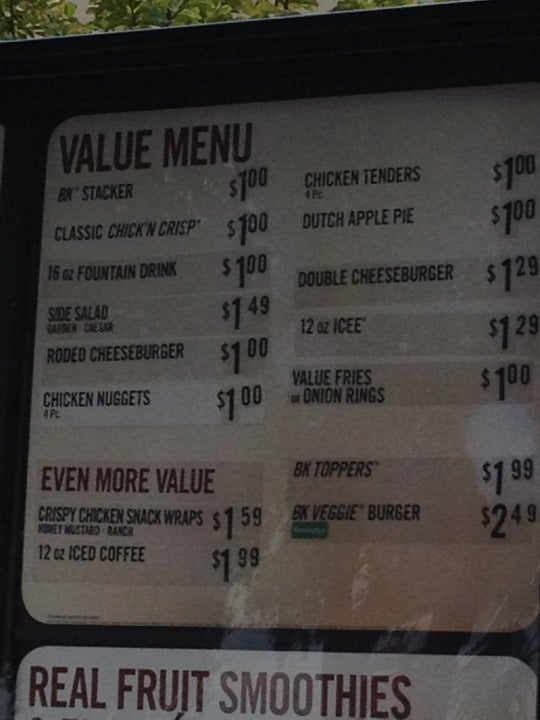 VALUE MENU
BK™ STACKER $1.00
CLASSIC CHICK'N CRISP™ $1.00
16 oz FOUNTAIN DRINK $1.00
SIDE SALAD $1.49
GARDEN CAESAR
RODEO CHEESEBURGER $1.00
CHICKEN NUGGETS $1.00
4 Pc.
CHICKEN TENDERS $1.00
4 Pc.
DUTCH APPLE PIE $1.00
DOUBLE CHEESEBURGER $1.29
12 oz ICEE® $1.29
VALUE FRIES $1.00
or ONION RINGS
EVEN MORE VALUE
CRISPY CHICKEN SNACK WRAPS $1.59
HONEY MUSTARD RANCH
12 oz ICED COFFEE $1.99
BK TOPPERS™ $1.99
BK VEGGIE™ BURGER $2.49
REAL FRUIT SMOOTHIES